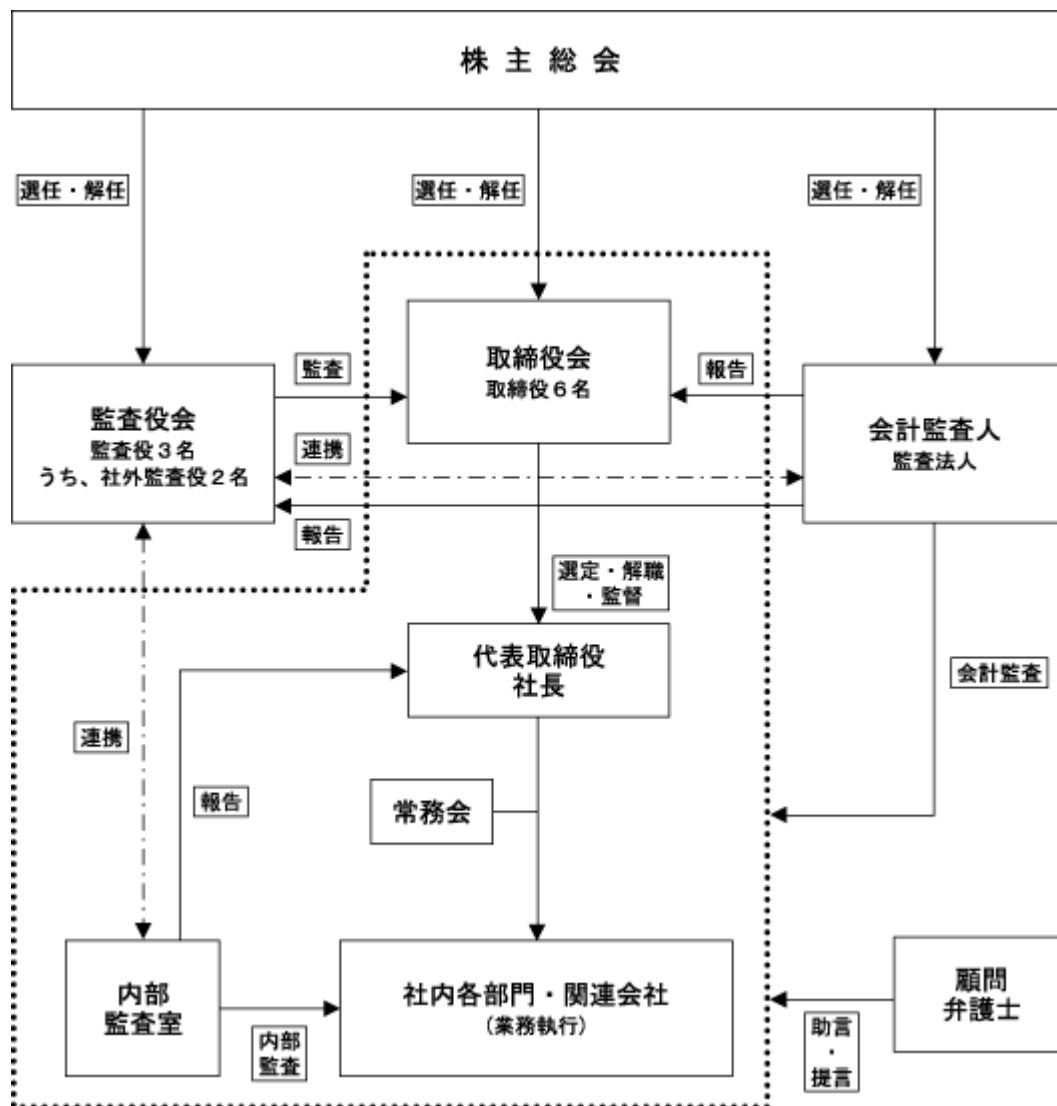 株主総会
選任・解任
選任・解任
選任・解任
取締役会
取締役6名
監査
報告
監査役会
監査役3名
うち、社外監査役2名
会計監査人
監査法人
連携
報告
選定・解職
・監督
代表取締役
社長
会計監査
連携
報告
常務会
内部
監査室
社内各部門・関連会社
(業務執行)
顧問
弁護士
内部
監査
助言
・
提言